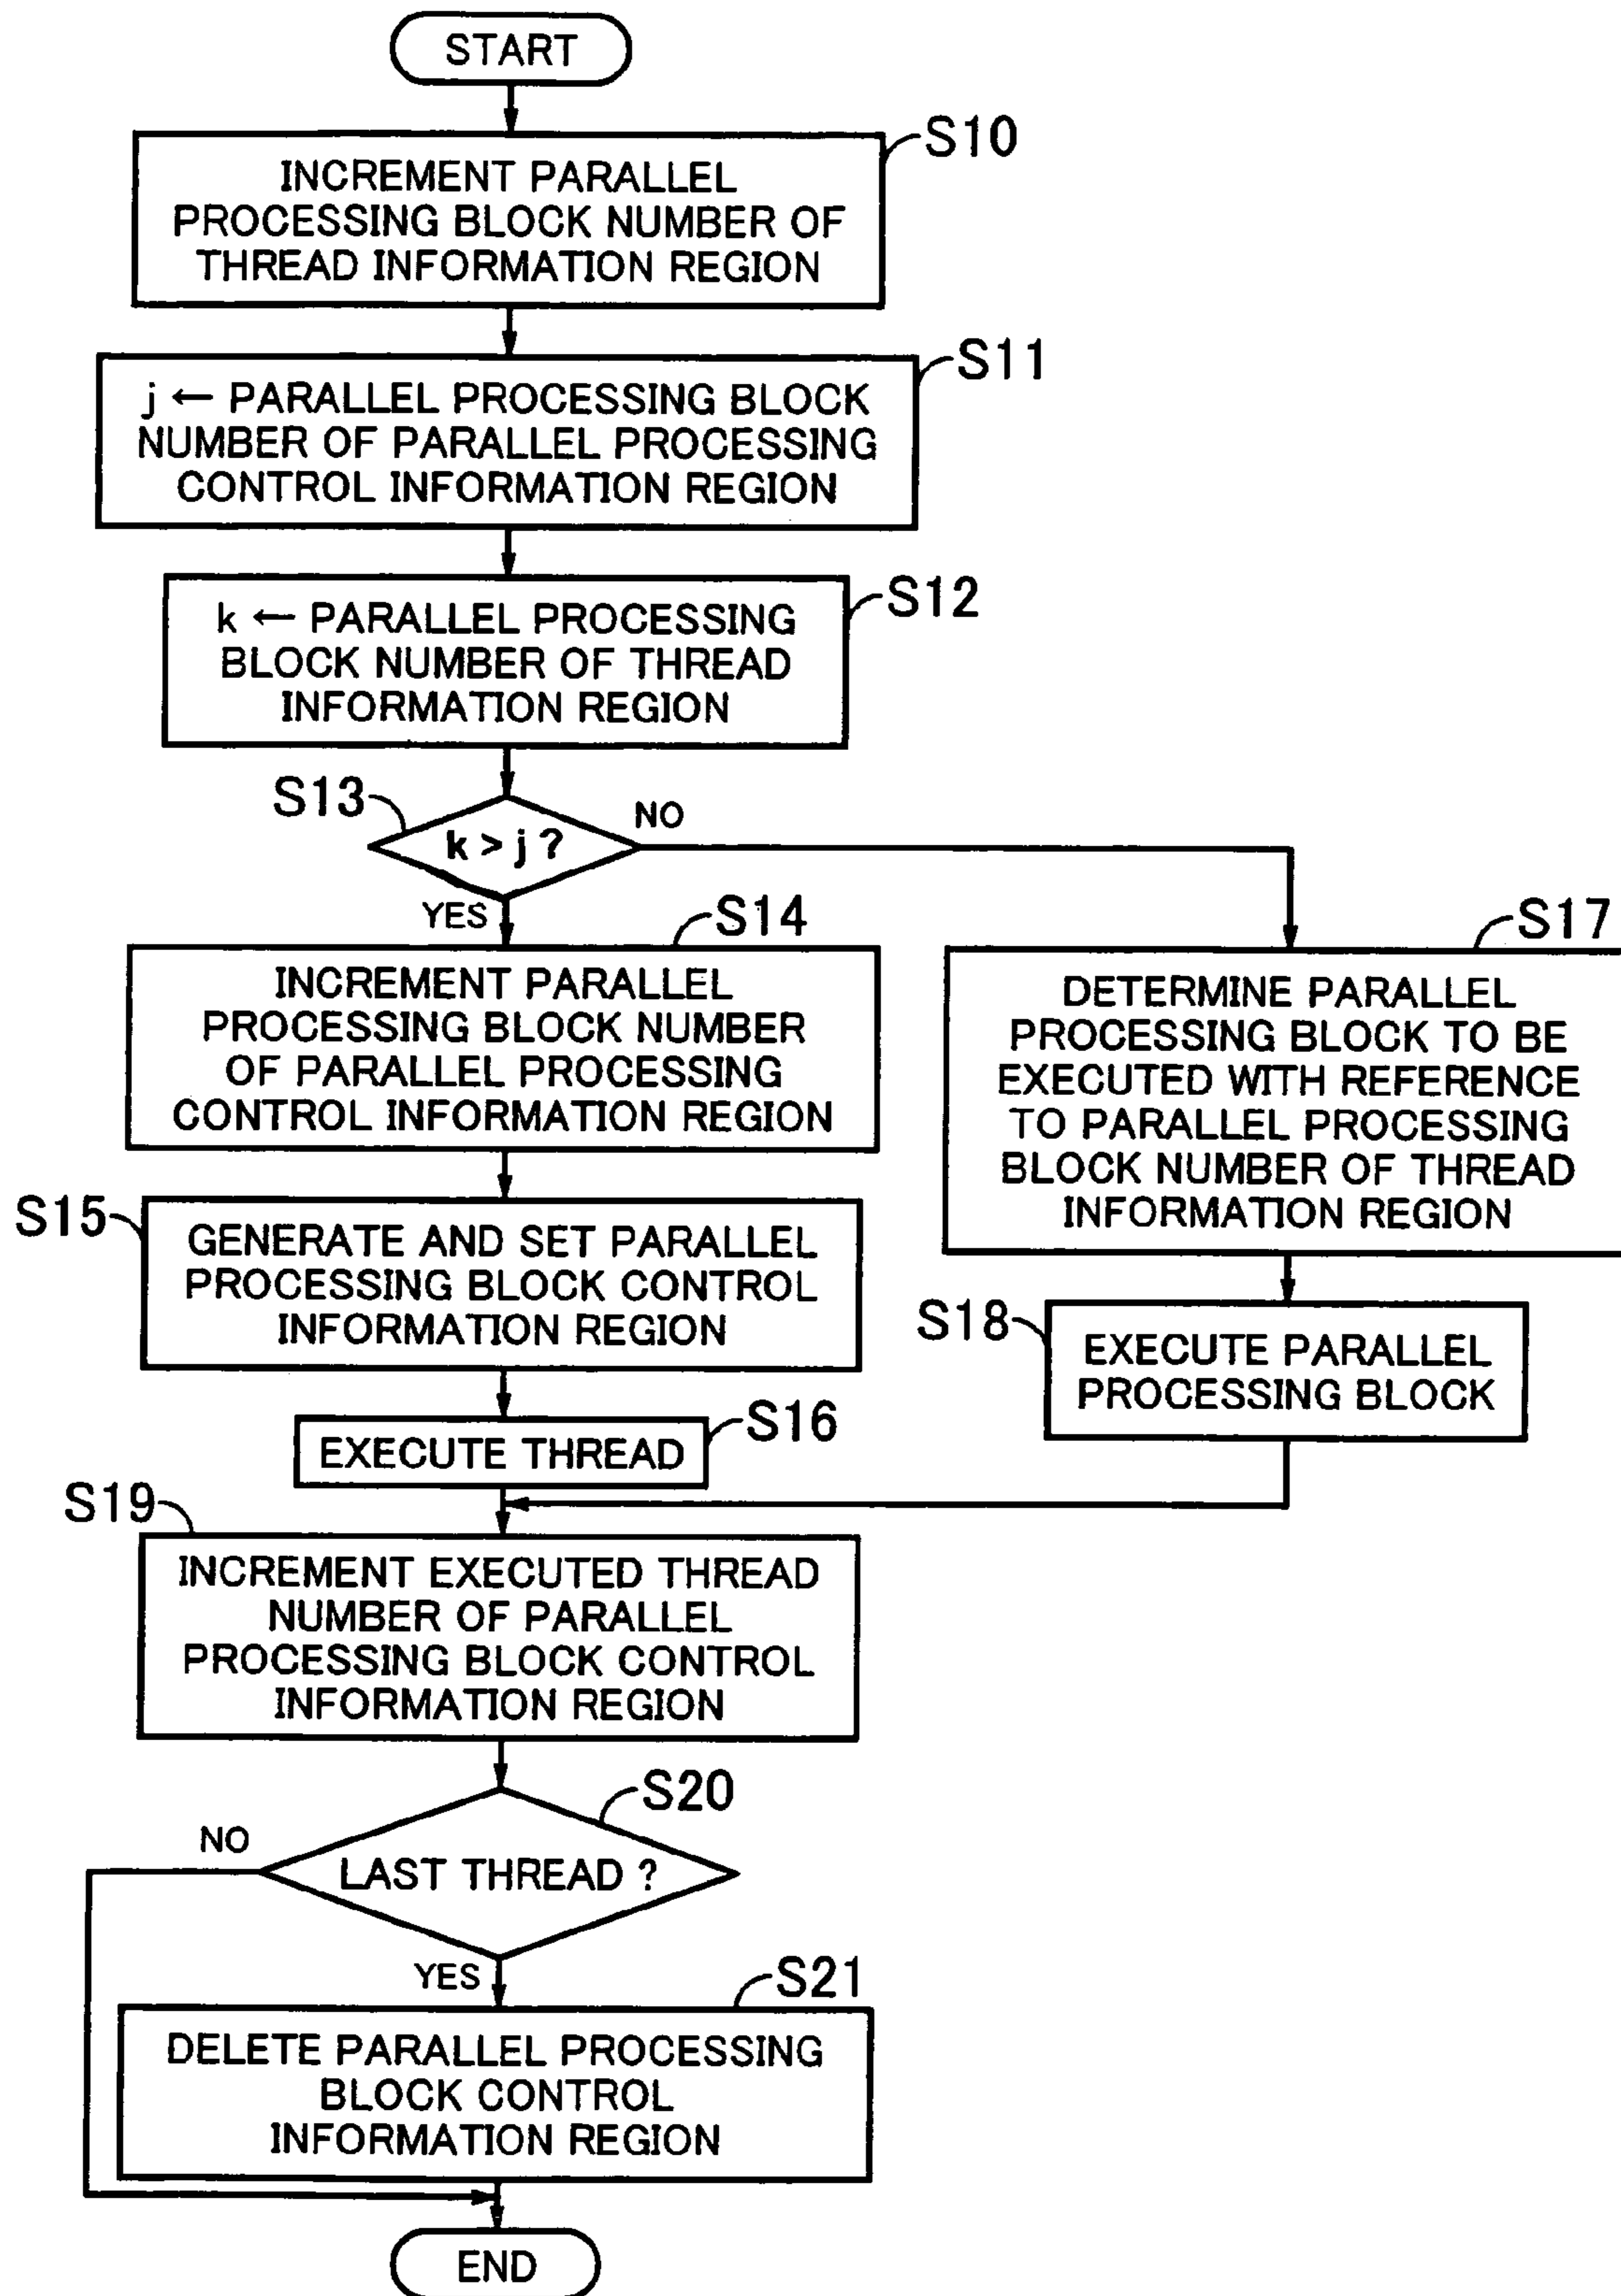 START
S10
INCREMENT PARALLEL
PROCESSING BLOCK NUMBER OF
THREAD INFORMATION REGION
S11
j ← PARALLEL PROCESSING BLOCK
NUMBER OF PARALLEL PROCESSING
CONTROL INFORMATION REGION
S12
k ← PARALLEL PROCESSING
BLOCK NUMBER OF THREAD
INFORMATION REGION
S13
k > j ?
NO
YES
S14
INCREMENT PARALLEL
PROCESSING BLOCK NUMBER
OF PARALLEL PROCESSING
CONTROL INFORMATION REGION
S15
GENERATE AND SET PARALLEL
PROCESSING BLOCK CONTROL
INFORMATION REGION
S16
EXECUTE THREAD
S17
DETERMINE PARALLEL
PROCESSING BLOCK TO BE
EXECUTED WITH REFERENCE
TO PARALLEL PROCESSING
BLOCK NUMBER OF THREAD
INFORMATION REGION
S18
EXECUTE PARALLEL
PROCESSING BLOCK
S19
INCREMENT EXECUTED THREAD
NUMBER OF PARALLEL
PROCESSING BLOCK CONTROL
INFORMATION REGION
S20
NO
LAST THREAD ?
YES
S21
DELETE PARALLEL PROCESSING
BLOCK CONTROL
INFORMATION REGION
END